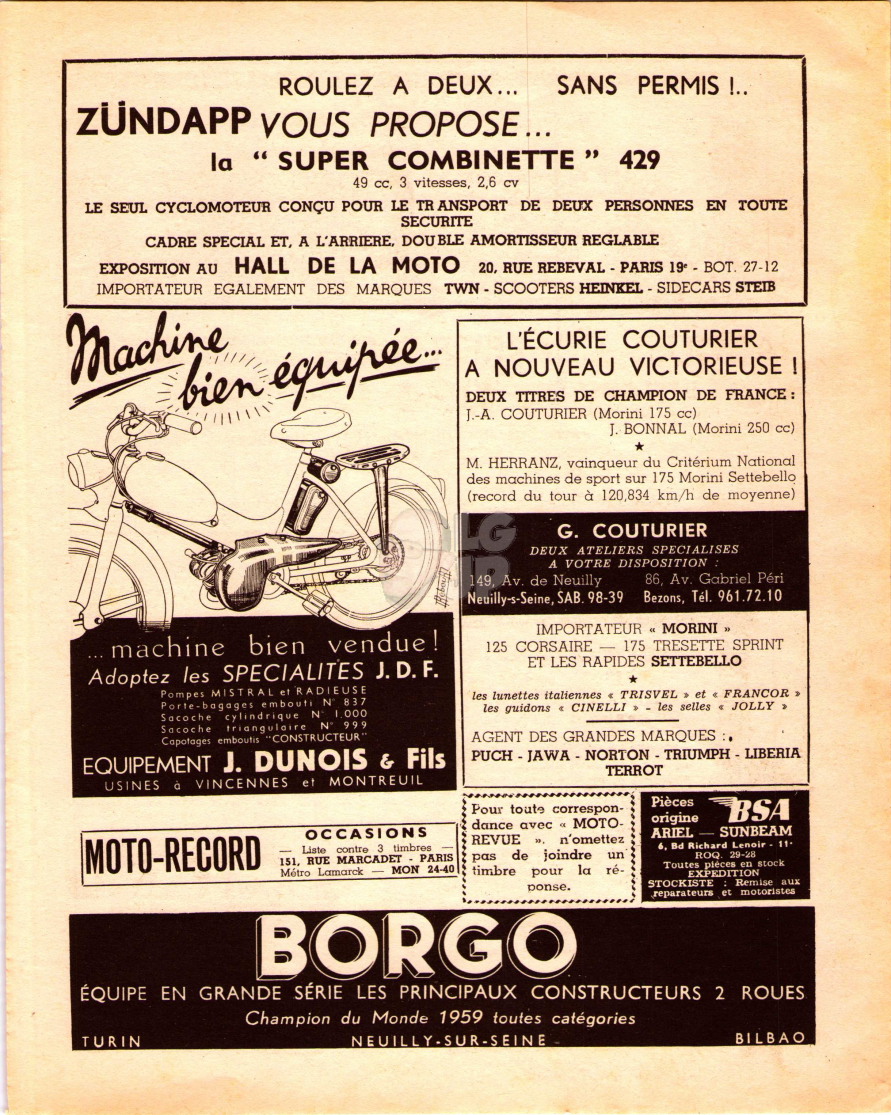 ROULEZ A DEUX... SANS PERMIS !..
ZÜNDAPP VOUS PROPOSE...
la “ SUPER COMBINETTE ” 429
49 cc, 3 vitesses, 2,6 cv
LE SEUL CYCLOMOTEUR CONÇU POUR LE TRANSPORT DE DEUX PERSONNES EN TOUTE
SECURITE
CADRE SPECIAL ET, A L'ARRIERE, DOUBLE AMORTISSEUR REGLABLE
EXPOSITION AU HALL DE LA MOTO 20, RUE REBEVAL - PARIS 19e - BOT. 27-12
IMPORTATEUR EGALEMENT DES MARQUES TWN - SCOOTERS HEINKEL - SIDECARS STEIB
Machine
bien équipée...
...machine bien vendue !
Adoptez les SPECIALITES J. D. F.
Pompes MISTRAL et RADIEUSE
Porte-bagages embouti N° 837
Sacoche cylindrique N° 1.000
Sacoche triangulaire N° 999
Capotages emboutis "CONSTRUCTEUR"
EQUIPEMENT J. DUNOIS & Fils
USINES à VINCENNES et MONTREUIL
L'ÉCURIE COUTURIER
A NOUVEAU VICTORIEUSE !
DEUX TITRES DE CHAMPION DE FRANCE :
J.-A. COUTURIER (Morini 175 cc)
J. BONNAL (Morini 250 cc)
★
M. HERRANZ, vainqueur du Critérium National
des machines de sport sur 175 Morini Settebello
(record du tour à 120,834 km/h de moyenne)
G. COUTURIER
DEUX ATELIERS SPECIALISES
A VOTRE DISPOSITION :
149, Av. de Neuilly 86, Av. Gabriel Péri
Neuilly-s-Seine, SAB. 98-39 Bezons, Tél. 961.72.10
IMPORTATEUR « MORINI »
125 CORSAIRE — 175 TRESETTE SPRINT
ET LES RAPIDES SETTEBELLO
★
les lunettes italiennes « TRISVEL » et « FRANCOR »
les guidons « CINELLI » - les selles « JOLLY »
AGENT DES GRANDES MARQUES :
PUCH - JAWA - NORTON - TRIUMPH - LIBERIA
TERROT
MOTO-RECORD
OCCASIONS
— Liste contre 3 timbres —
151, RUE MARCADET - PARIS
Métro Lamarck — MON 24-40
Pour toute correspon-
dance avec « MOTO-
REVUE », n'omettez
pas de joindre un
timbre pour la ré-
ponse.
Pièces
origine BSA
ARIEL — SUNBEAM
6, Bd Richard Lenoir - 11e
ROQ. 29-28
Toutes pièces en stock
EXPEDITION
STOCKISTE : Remise aux
reparateurs et motoristes
BORGO
ÉQUIPE EN GRANDE SÉRIE LES PRINCIPAUX CONSTRUCTEURS 2 ROUES
Champion du Monde 1959 toutes catégories
TURIN NEUILLY-SUR-SEINE BILBAO